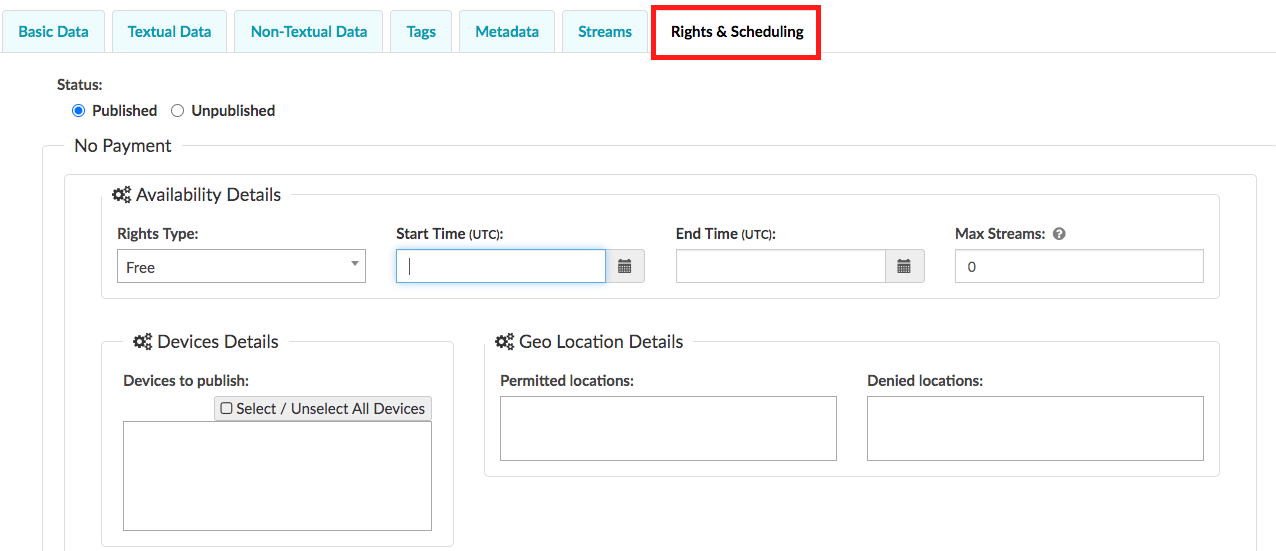 Basic Data Textual Data Non-Textual Data Tags Metadata Streams Rights & Scheduling
Status:
Published Unpublished
No Payment
Availability Details
Rights Type: Start Time (UTC): End Time (UTC): Max Streams: ?
Free 0
Devices Details Geo Location Details
Devices to publish: Permitted locations: Denied locations:
Select / Unselect All Devices